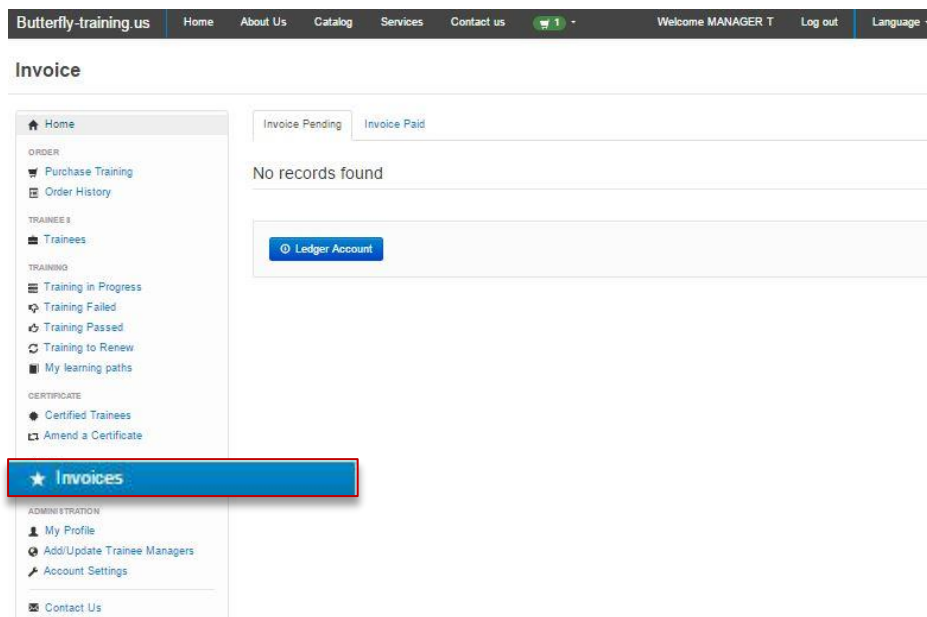 Butterfly-training.us Home About Us Catalog Services Contact us 1 Welcome MANAGER T Log out Language
Invoice
Home
ORDER
Purchase Training
Order History
TRAINEES
Trainees
TRAINING
Training in Progress
Training Failed
Training Passed
Training to Renew
My learning paths
CERTIFICATE
Certified Trainees
Amend a Certificate
Invoices
ADMINISTRATION
My Profile
Add/Update Trainee Managers
Account Settings
Contact Us
Invoice Pending Invoice Paid
No records found
Ledger Account